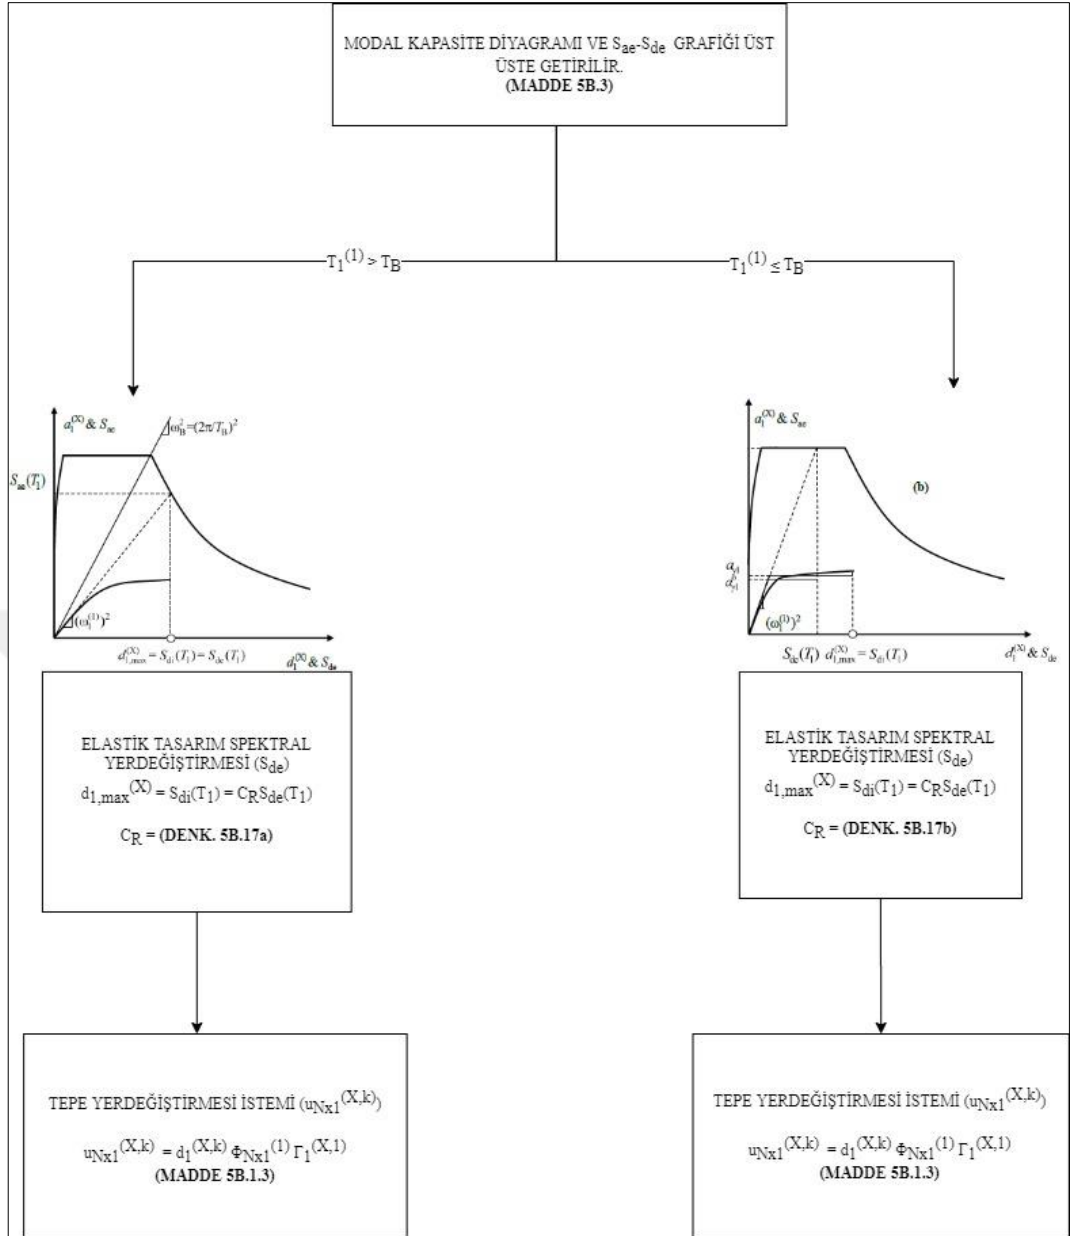 MODAL KAPASİTE DİYAGRAMI VE Sae-Sde GRAFİĞİ ÜST
ÜSTE GETİRİLİR.
(MADDE 5B.3)
T1(1) > TB
T1(1) ≤ TB
a1(X) & Sae
ωB²=(2π/TB)²
Sae(T1)
(ω1(1))²
d1,max(X) = Sdi(T1) = Sde(T1)
d1(X) & Sde
a1(X) & Sae
(b)
ay1
(ω1(1))²
Sde(T1) d1,max(X) = Sdi(T1)
d1(X) & Sde
ELASTİK TASARIM SPEKTRAL
YERDEĞİŞTİRMESİ (Sde)
d1,max(X) = Sdi(T1) = CRSde(T1)
CR = (DENK. 5B.17a)
ELASTİK TASARIM SPEKTRAL
YERDEĞİŞTİRMESİ (Sde)
d1,max(X) = Sdi(T1) = CRSde(T1)
CR = (DENK. 5B.17b)
TEPE YERDEĞİŞTİRMESİ İSTEMİ (uNx1(X,k))
uNx1(X,k) = d1(X,k) ΦNx1(1) Γ1(X,1)
(MADDE 5B.1.3)
TEPE YERDEĞİŞTİRMESİ İSTEMİ (uNx1(X,k))
uNx1(X,k) = d1(X,k) ΦNx1(1) Γ1(X,1)
(MADDE 5B.1.3)